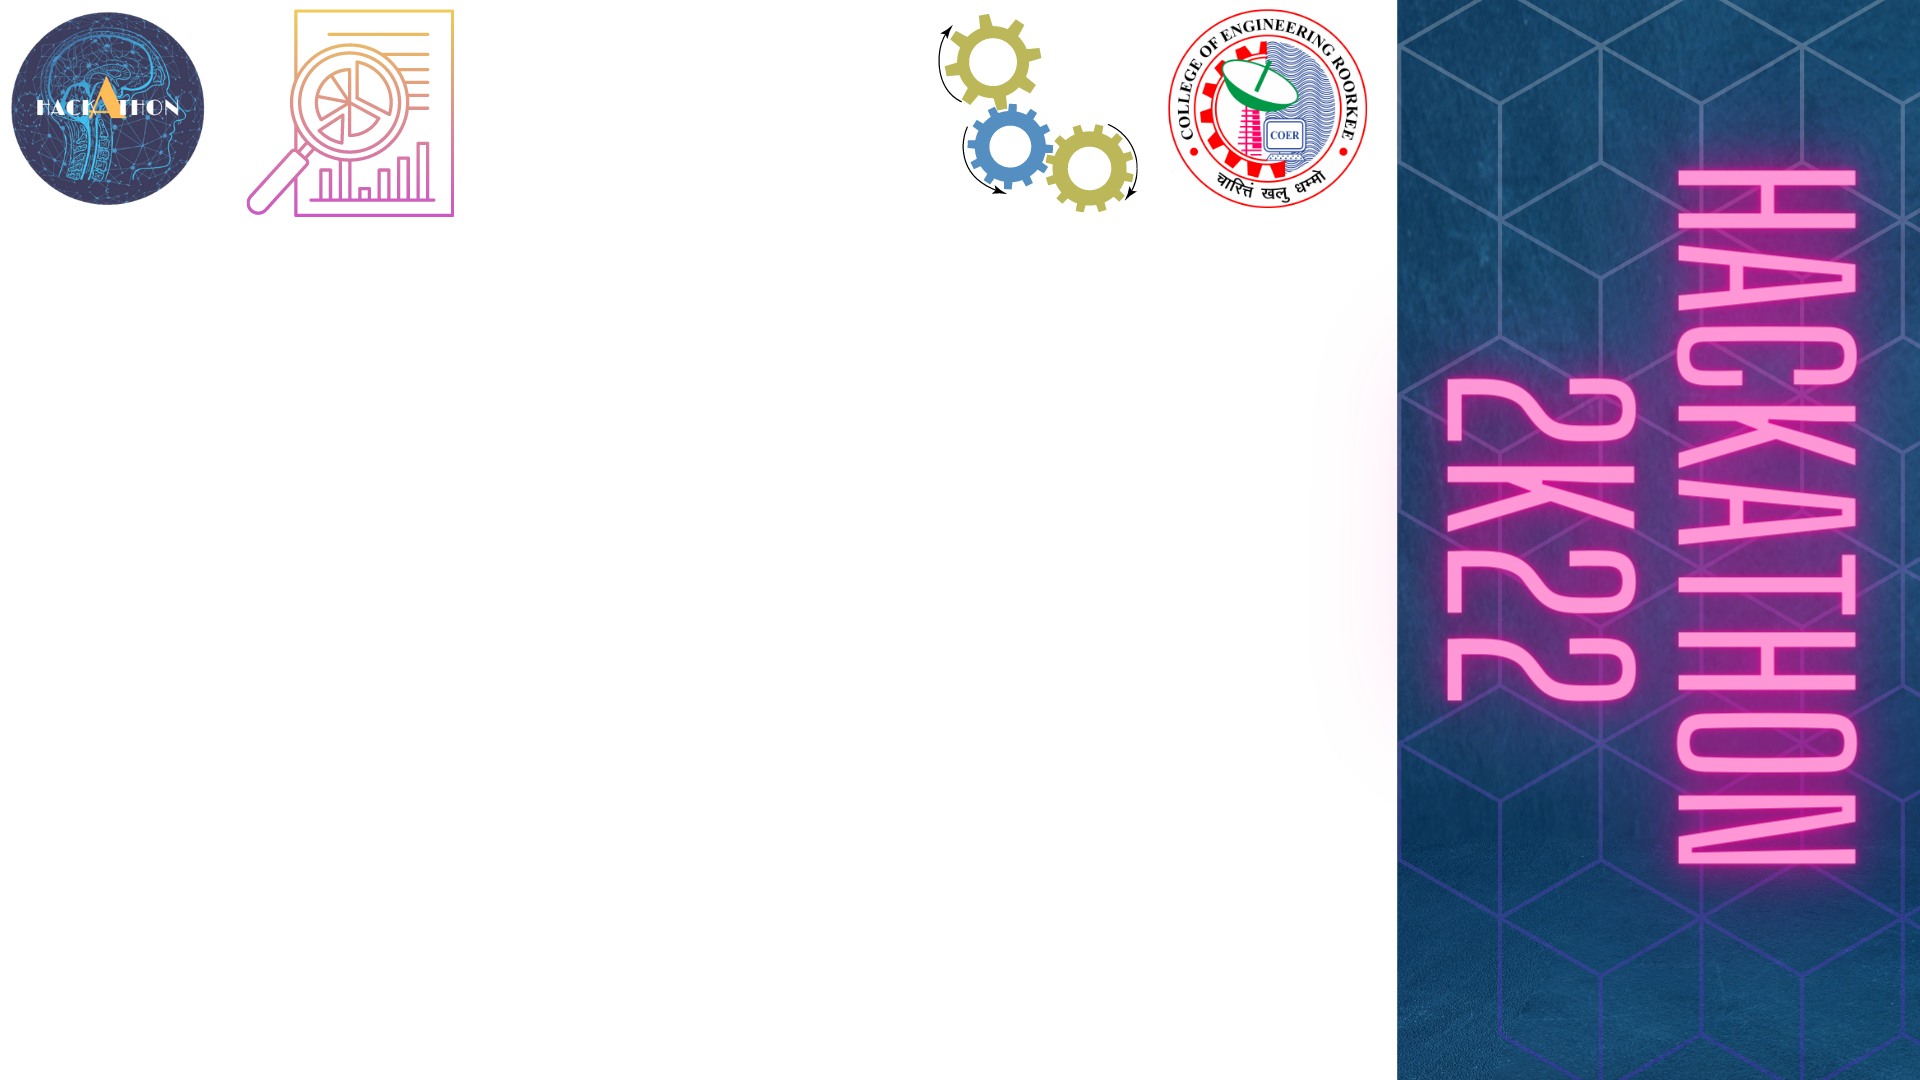 HACKATHON
COLLEGE OF ENGINEERING ROORKEE
COER
चारित्तं खलु धम्मो
HACKATHON
2K22